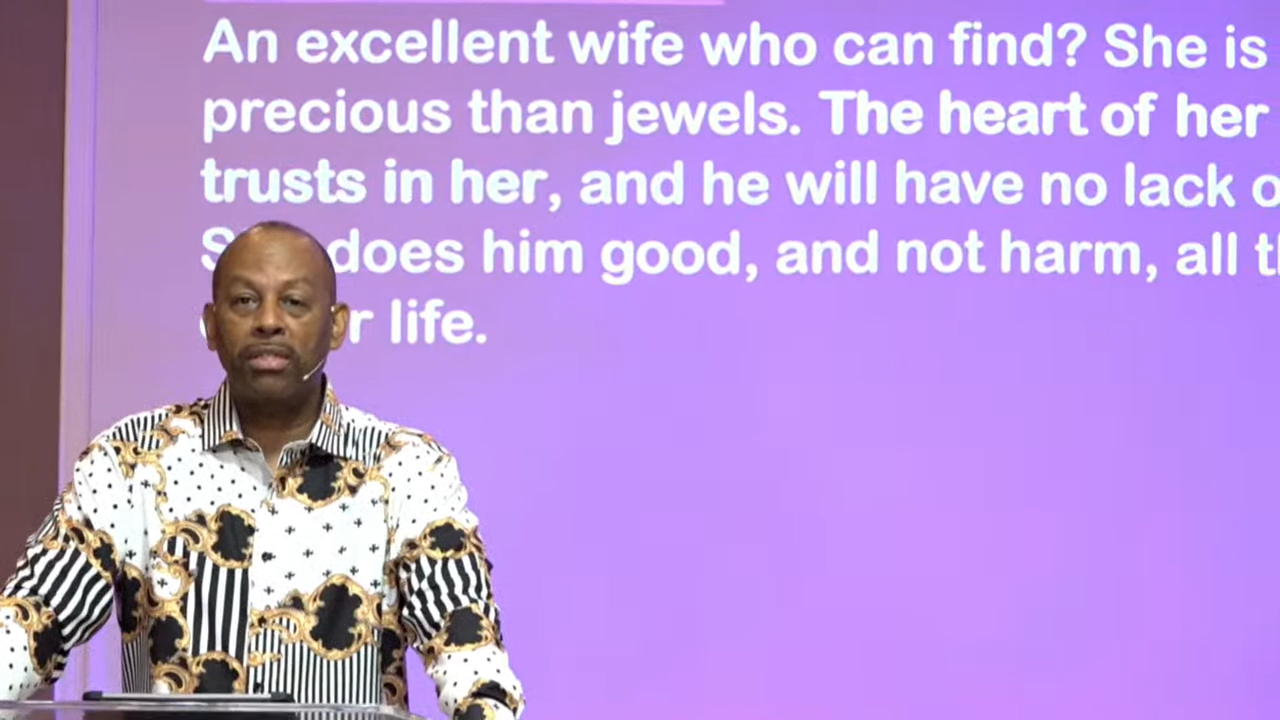 An excellent wife who can find? She is
precious than jewels. The heart of her
trusts in her, and he will have no lack
does him good, and not harm, all
life.